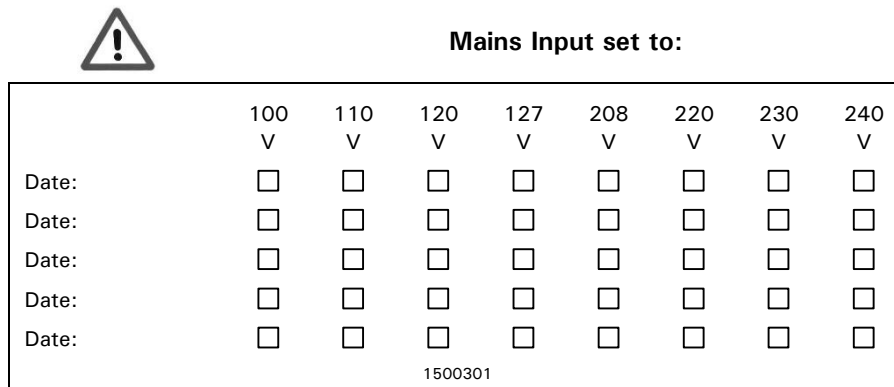 Mains Input set to:
100 110 120 127 208 220 230 240
V V V V V V V V
Date:
Date:
Date:
Date:
Date:
1500301